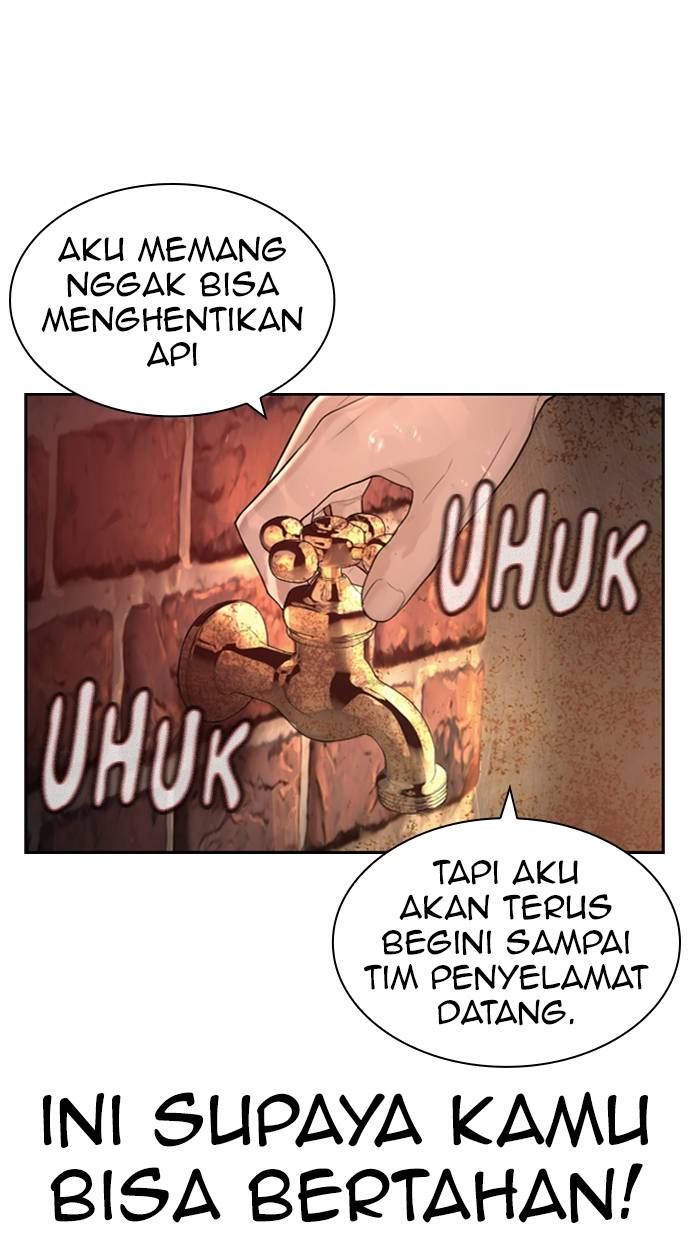 AKU MEMANG
NGGAK BISA
MENGHENTIKAN
API
UHUK
UHUK
TAPI AKU
AKAN TERUS
BEGINI SAMPAI
TIM PENYELAMAT
DATANG.
INI SUPAYA KAMU
BISA BERTAHAN!